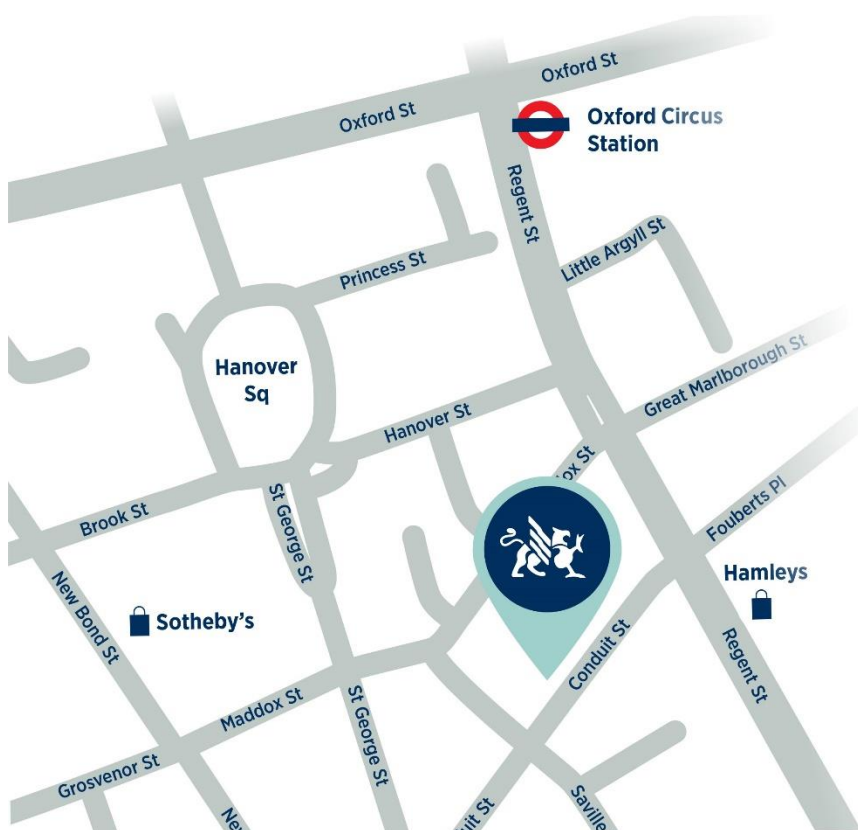 Oxford St
Oxford St
Oxford Circus
Station
Regent St
Little Argyll St
Princess St
Hanover
Sq
Great Marlborough St
Hanover St
Brook St
St George St
Fouberts Pl
Hamleys
New Bond St
Sotheby's
Conduit St
Regent St
Maddox St
St George St
Grosvenor St